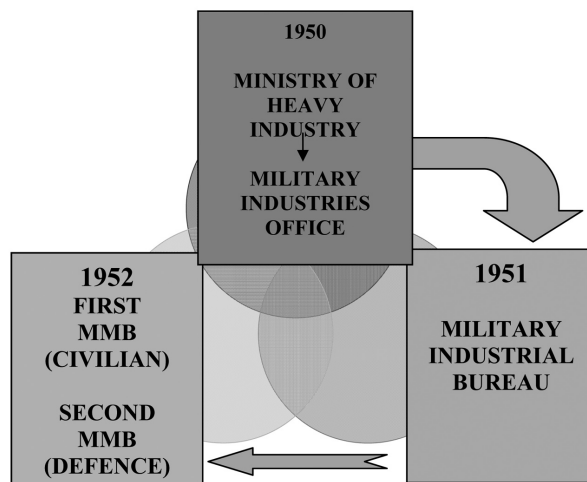 1950
MINISTRY OF
HEAVY
INDUSTRY
MILITARY
INDUSTRIES
OFFICE
1951
MILITARY
INDUSTRIAL
BUREAU
1952
FIRST
MMB
(CIVILIAN)
SECOND
MMB
(DEFENCE)